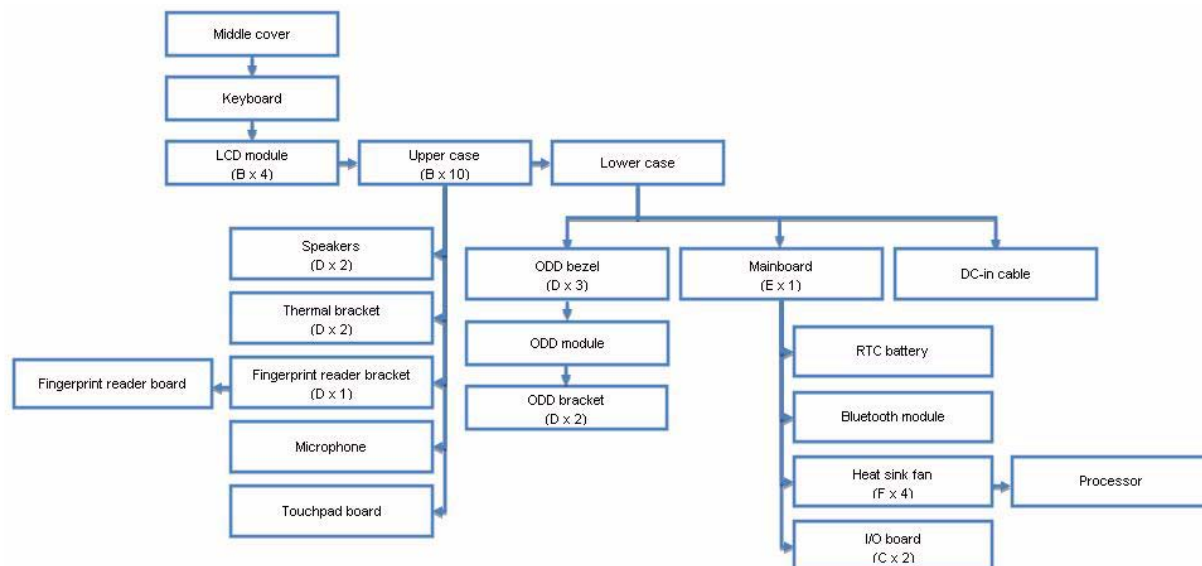 Middle cover
Keyboard
LCD module
(B x 4)
Upper case
(B x 10)
Lower case
Speakers
(D x 2)
ODD bezel
(D x 3)
Mainboard
(E x 1)
DC-in cable
Thermal bracket
(D x 2)
ODD module
RTC battery
Fingerprint reader board
Fingerprint reader bracket
(D x 1)
ODD bracket
(D x 2)
Bluetooth module
Microphone
Heat sink fan
(F x 4)
Processor
Touchpad board
I/O board
(C x 2)